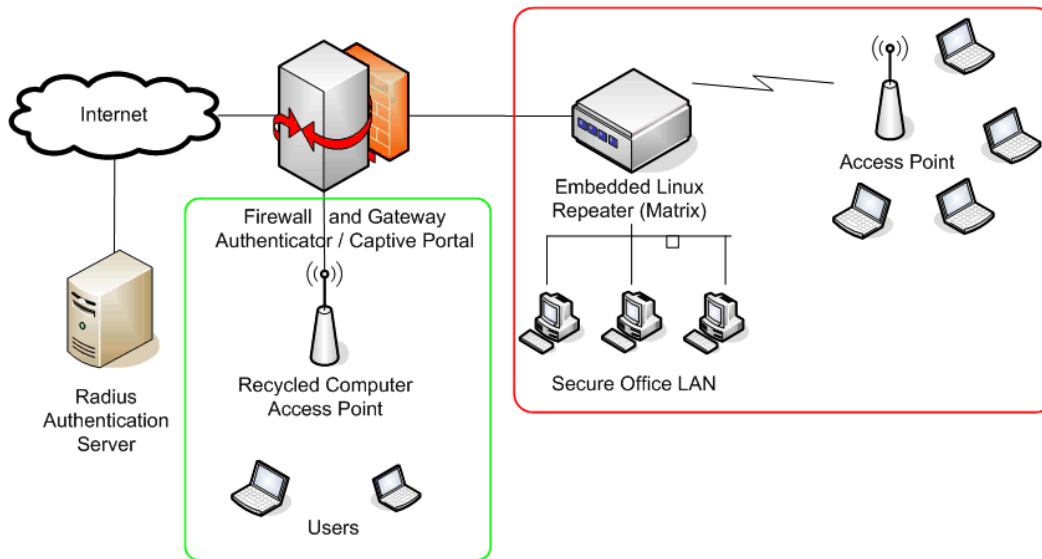 Internet
Firewall and Gateway
Authenticator / Captive Portal
Embedded Linux
Repeater (Matrix)
Access Point
Radius
Authentication
Server
Recycled Computer
Access Point
Secure Office LAN
Users